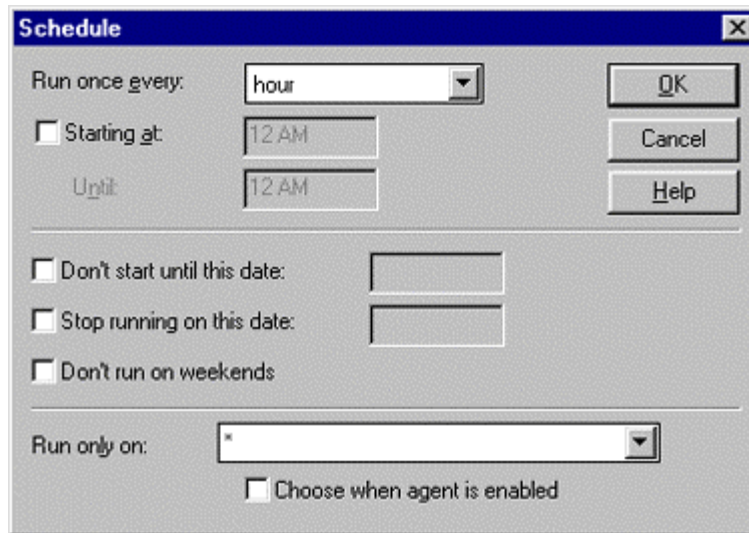 Schedule
Run once every: hour OK
Starting at: 12 AM Cancel
Until: 12 AM Help
Don't start until this date:
Stop running on this date:
Don't run on weekends
Run only on: *
Choose when agent is enabled